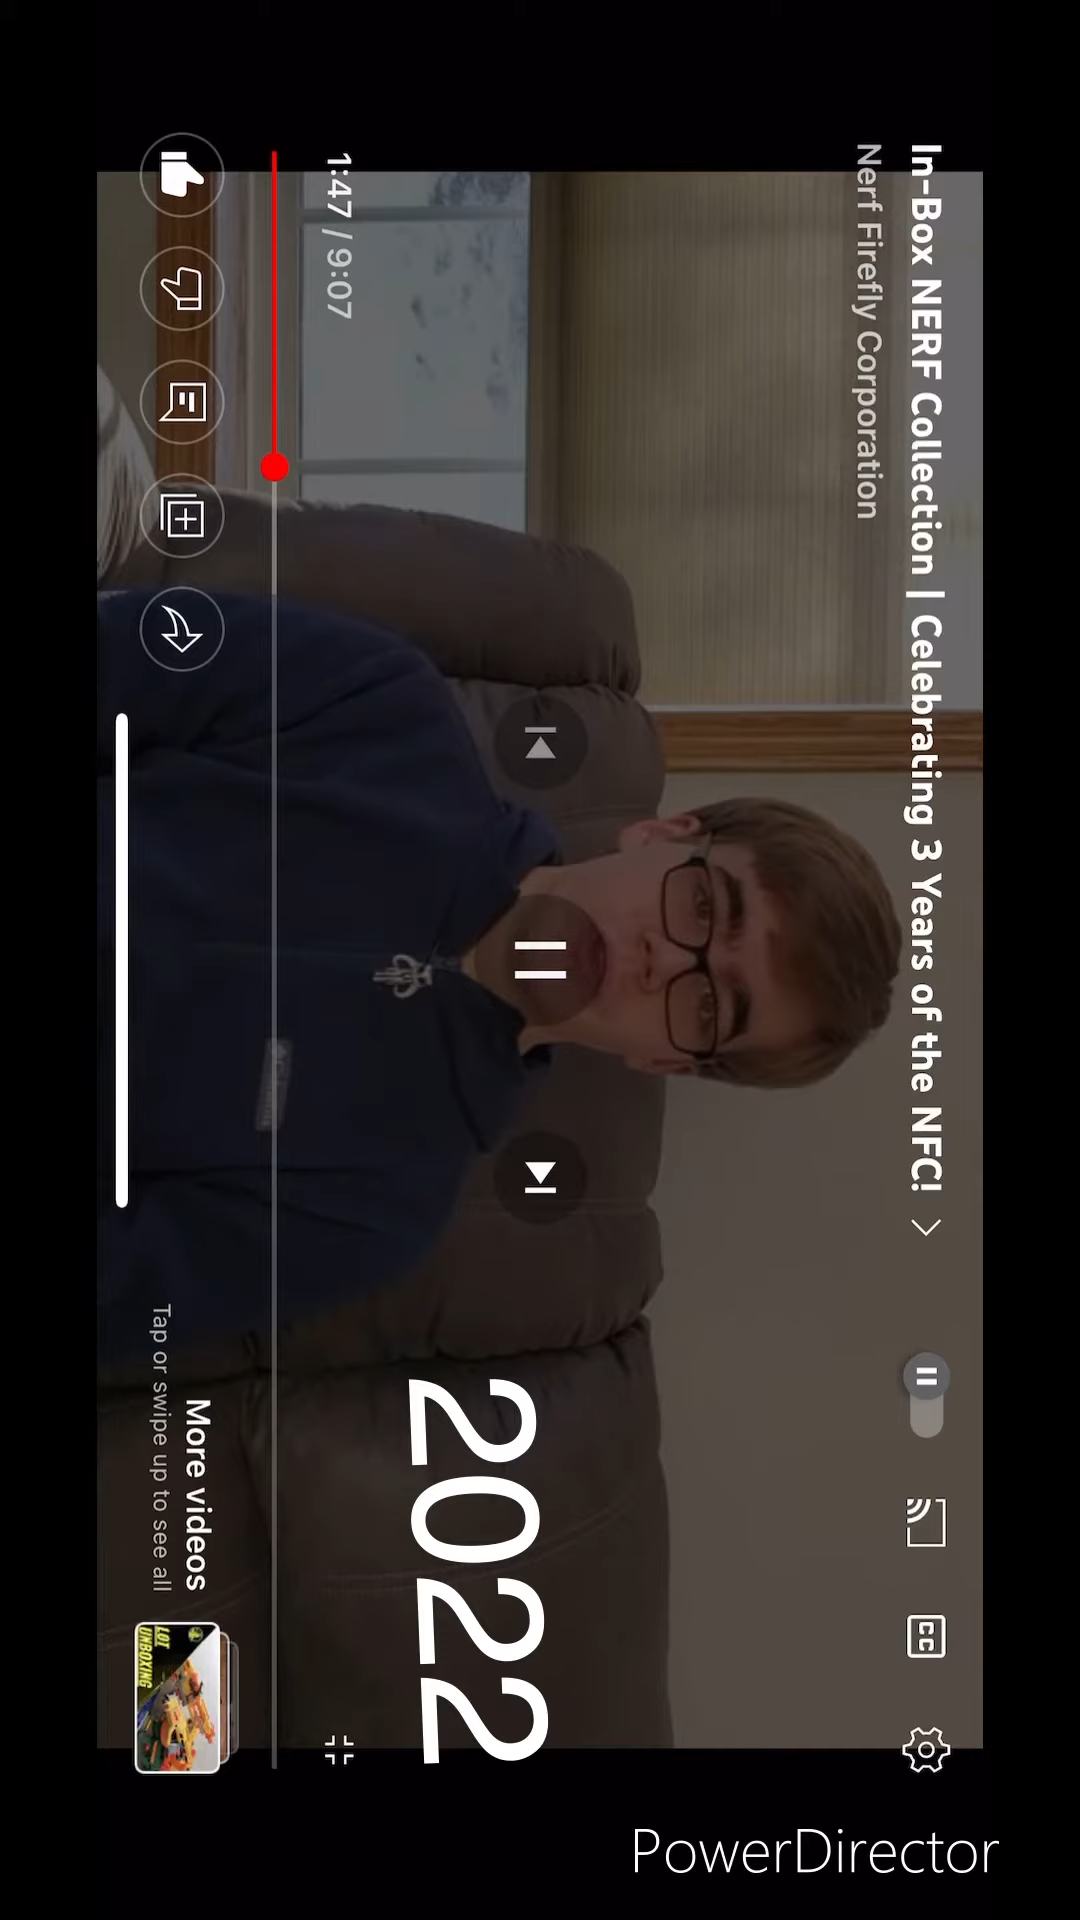 In-Box NERF Collection | Celebrating 3 Years of the NFC!
Nerf Firefly Corporation
CC
2022
1:47 / 9:07
More videos
Tap or swipe up to see all
LOT
UNBOXING
PowerDirector